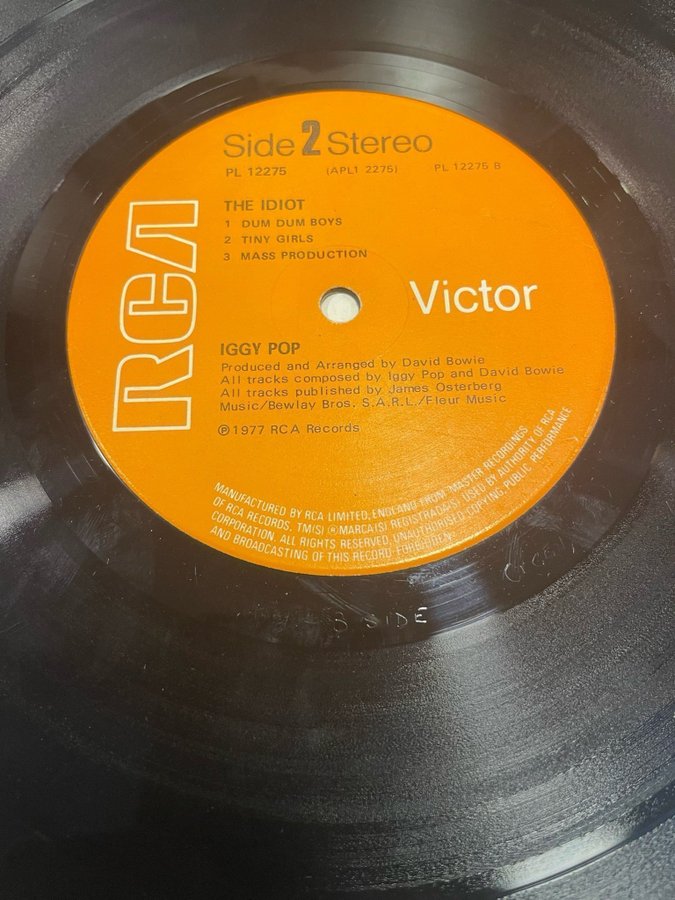 Side 2 Stereo
PL 12275 (APL1 2275) PL 12275 B
THE IDIOT
1 DUM DUM BOYS
2 TINY GIRLS
3 MASS PRODUCTION
RCA
Victor
IGGY POP
Produced and Arranged by David Bowie
All tracks composed by Iggy Pop and David Bowie
All tracks published by James Osterberg
Music/Bewlay Bros. S.A.R.L./Fleur Music
℗1977 RCA Records
MANUFACTURED BY RCA LIMITED, ENGLAND FROM MASTER RECORDINGS
OF RCA RECORDS, TM(S) ® MARCA(S) REGISTRADA(S) USED BY AUTHORITY OF RCA
CORPORATION. ALL RIGHTS RESERVED, UNAUTHORISED, COPYING, PUBLIC PERFORMANCE
AND BROADCASTING OF THIS RECORD FORBIDDEN.
B SIDE